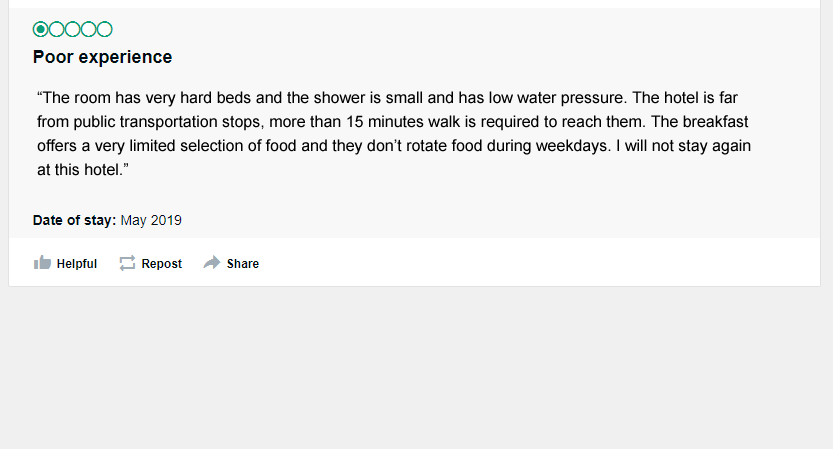 Poor experience
“The room has very hard beds and the shower is small and has low water pressure. The hotel is far
from public transportation stops, more than 15 minutes walk is required to reach them. The breakfast
offers a very limited selection of food and they don’t rotate food during weekdays. I will not stay again
at this hotel.”
Date of stay: May 2019
Helpful Repost Share